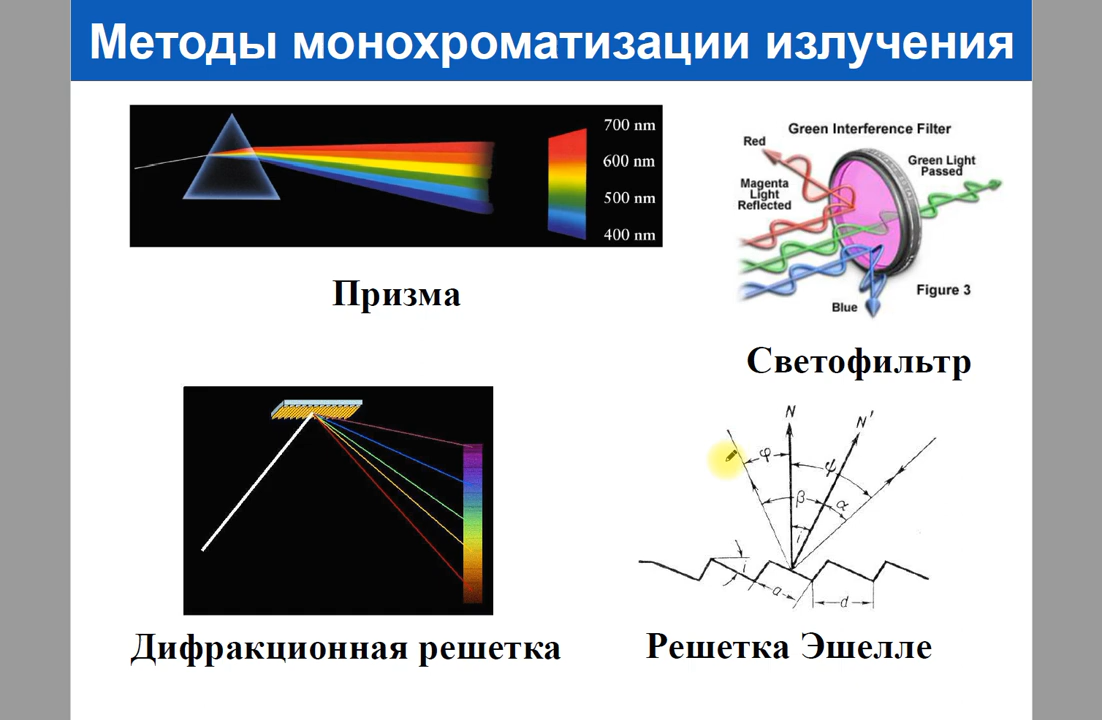 Методы монохроматизации излучения
700 nm
600 nm
500 nm
400 nm
Призма
Green Interference Filter
Red
Green Light
Passed
Magenta
Light
Reflected
Blue
Figure 3
Светофильтр
Дифракционная решетка
N
N'
φ
ψ
β
α
i
i
a
d
Решетка Эшелле